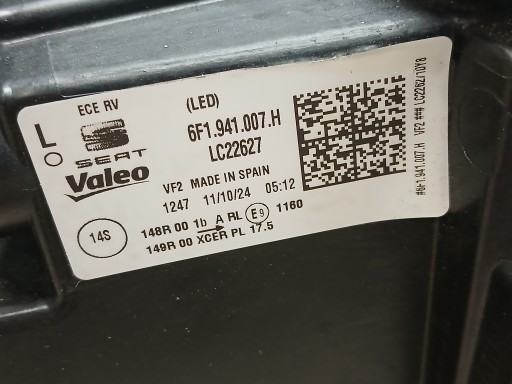 ECE RV (LED)
L
SEAT 6F1.941.007.H
Valeo LC22627
VF2 MADE IN SPAIN
1247 11/10/24 05:12
14S 148R 00 1b A RL E9 1160
149R 00 XCER PL 17.5
#6F1.941.007.H VF2 ### LC22627/10Y8